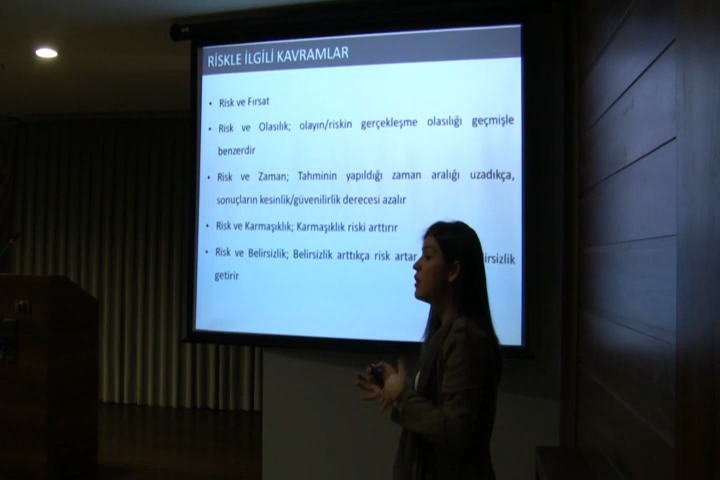 RİSKLE İLGİLİ KAVRAMLAR
• Risk ve Fırsat
• Risk ve Olasılık; olayın/riskin gerçekleşme olasılığı geçmişle
benzerdir
• Risk ve Zaman; Tahminin yapıldığı zaman aralığı uzadıkça,
sonuçların kesinlik/güvenilirlik derecesi azalır
• Risk ve Karmaşıklık; Karmaşıklık riski arttırır
• Risk ve Belirsizlik; Belirsizlik arttıkça risk artar
getirir